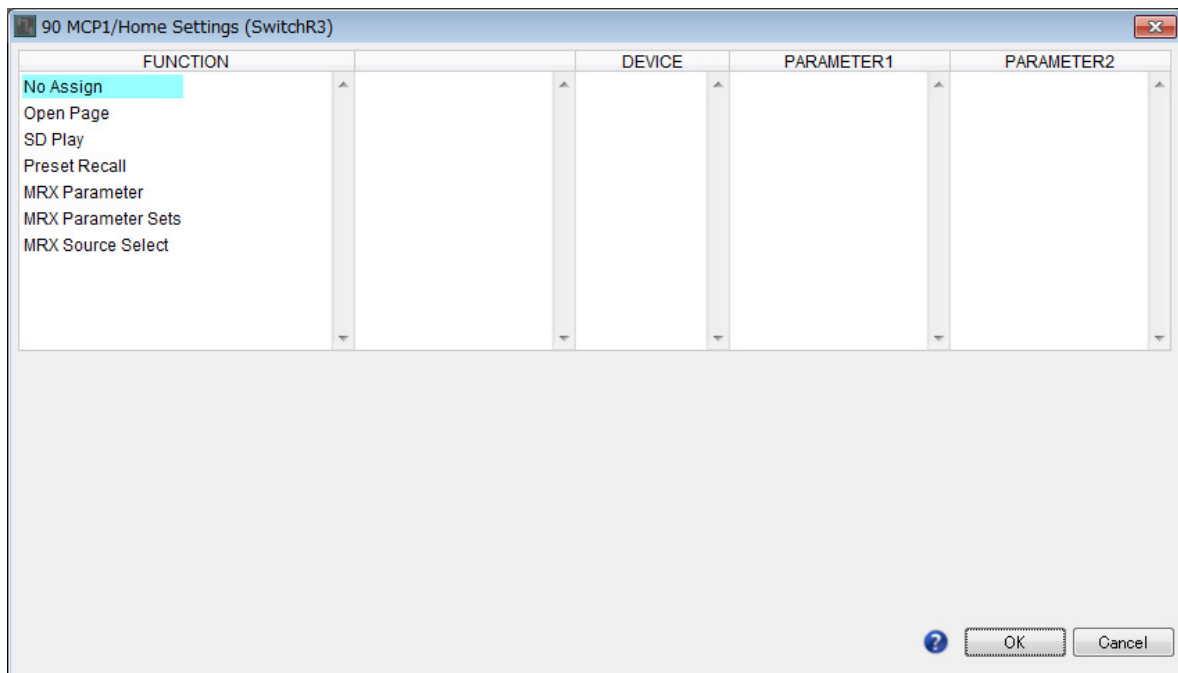 90 MCP1/Home Settings (SwitchR3)
FUNCTION DEVICE PARAMETER1 PARAMETER2
No Assign
Open Page
SD Play
Preset Recall
MRX Parameter
MRX Parameter Sets
MRX Source Select
? OK Cancel